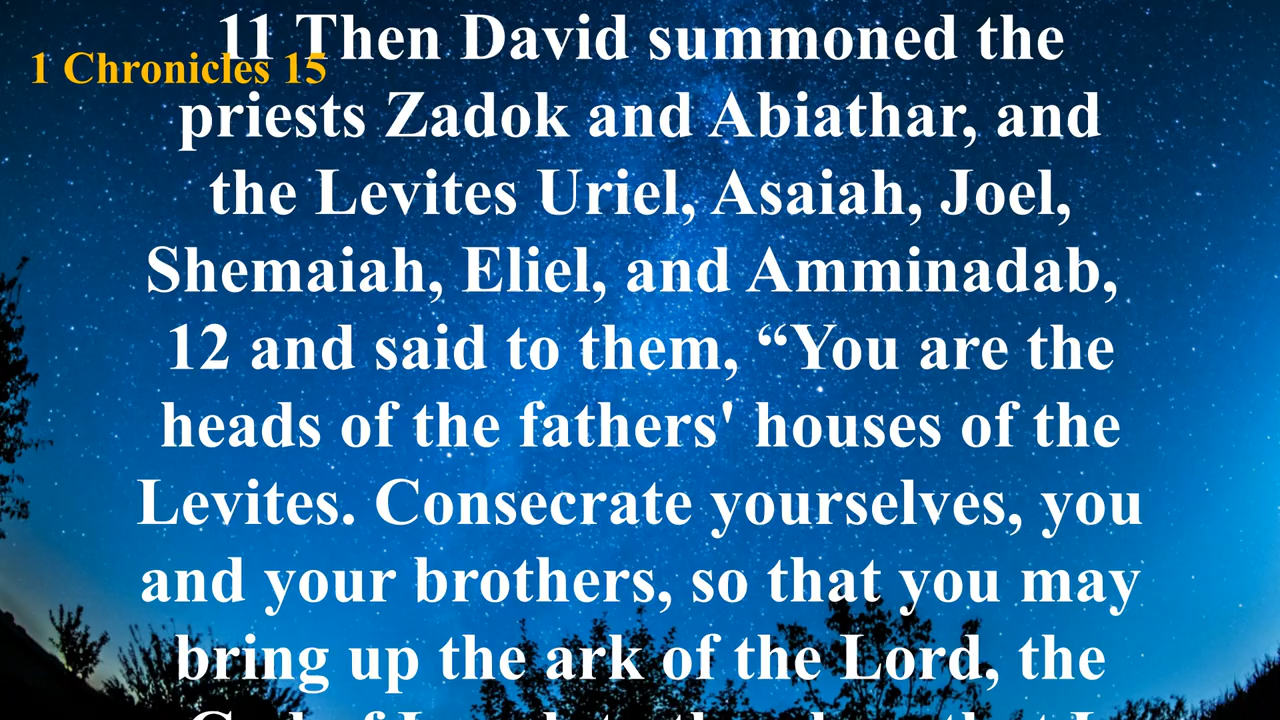 11 Then David summoned the
1 Chronicles 15
priests Zadok and Abiathar, and
the Levites Uriel, Asaiah, Joel,
Shemaiah, Eliel, and Amminadab,
12 and said to them, “You are the
heads of the fathers' houses of the
Levites. Consecrate yourselves, you
and your brothers, so that you may
bring up the ark of the Lord, the